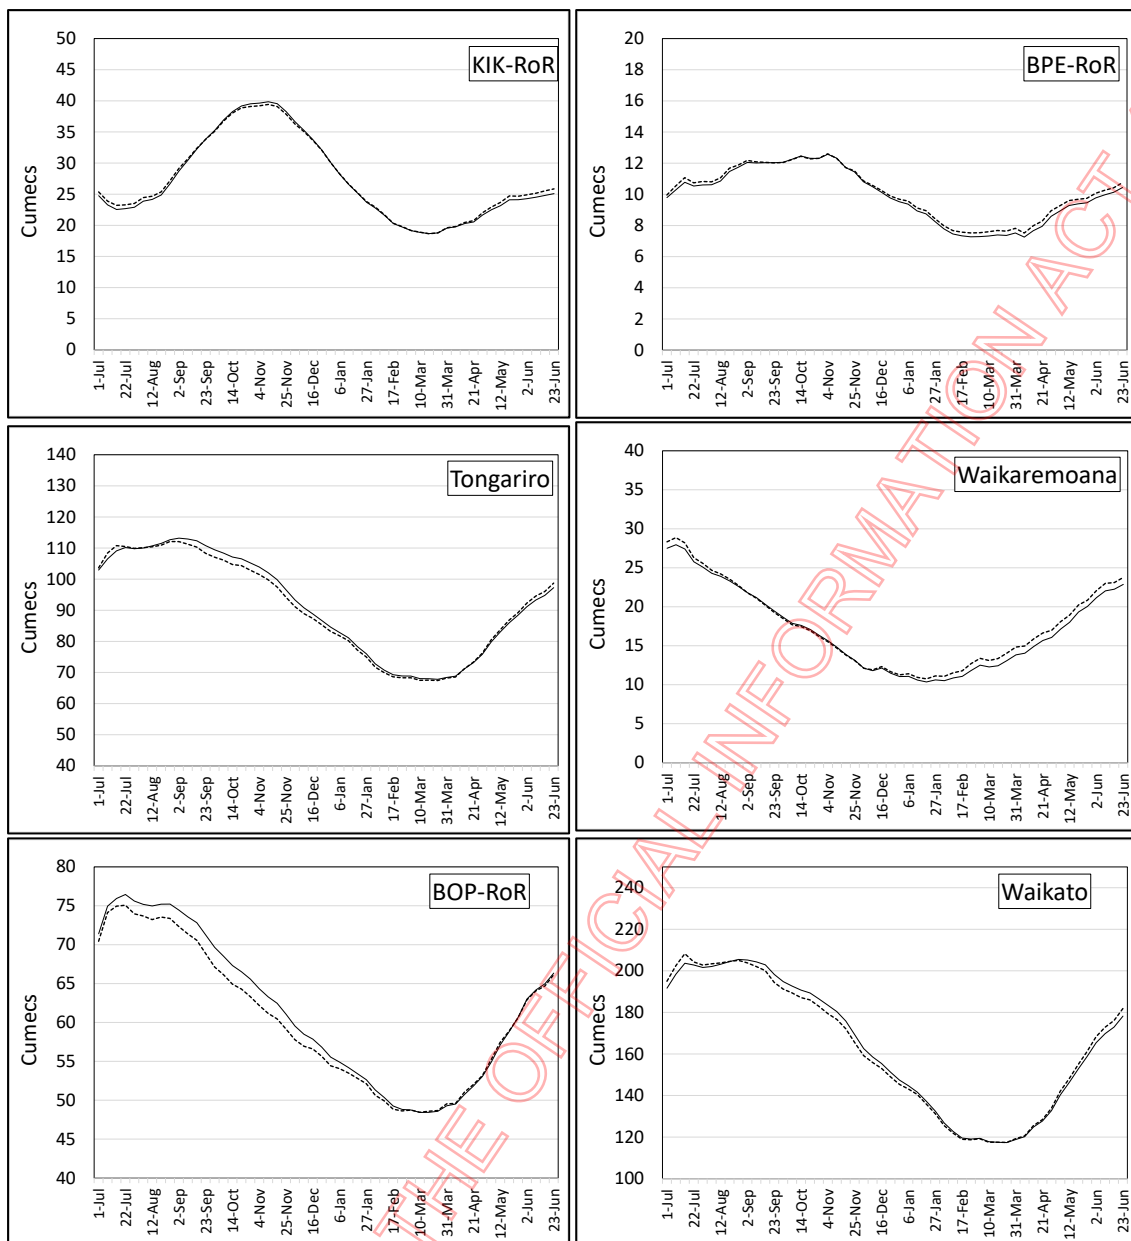 KIK-RoR
Cumecs
50
45
40
35
30
25
20
15
10
5
0
1-Jul
22-Jul
12-Aug
2-Sep
23-Sep
14-Oct
4-Nov
25-Nov
16-Dec
6-Jan
27-Jan
17-Feb
10-Mar
31-Mar
21-Apr
12-May
2-Jun
23-Jun
BPE-RoR
Cumecs
20
18
16
14
12
10
8
6
4
2
0
1-Jul
22-Jul
12-Aug
2-Sep
23-Sep
14-Oct
4-Nov
25-Nov
16-Dec
6-Jan
27-Jan
17-Feb
10-Mar
31-Mar
21-Apr
12-May
2-Jun
23-Jun
Tongariro
Cumecs
140
130
120
110
100
90
80
70
60
50
40
1-Jul
22-Jul
12-Aug
2-Sep
23-Sep
14-Oct
4-Nov
25-Nov
16-Dec
6-Jan
27-Jan
17-Feb
10-Mar
31-Mar
21-Apr
12-May
2-Jun
23-Jun
Waikaremoana
Cumecs
40
35
30
25
20
15
10
5
0
1-Jul
22-Jul
12-Aug
2-Sep
23-Sep
14-Oct
4-Nov
25-Nov
16-Dec
6-Jan
27-Jan
17-Feb
10-Mar
31-Mar
21-Apr
12-May
2-Jun
23-Jun
BOP-RoR
Cumecs
80
75
70
65
60
55
50
45
40
1-Jul
22-Jul
12-Aug
2-Sep
23-Sep
14-Oct
4-Nov
25-Nov
16-Dec
6-Jan
27-Jan
17-Feb
10-Mar
31-Mar
21-Apr
12-May
2-Jun
23-Jun
Waikato
Cumecs
240
220
200
180
160
140
120
100
1-Jul
22-Jul
12-Aug
2-Sep
23-Sep
14-Oct
4-Nov
25-Nov
16-Dec
6-Jan
27-Jan
17-Feb
10-Mar
31-Mar
21-Apr
12-May
2-Jun
23-Jun
THE OFFICIAL INFORMATION ACT